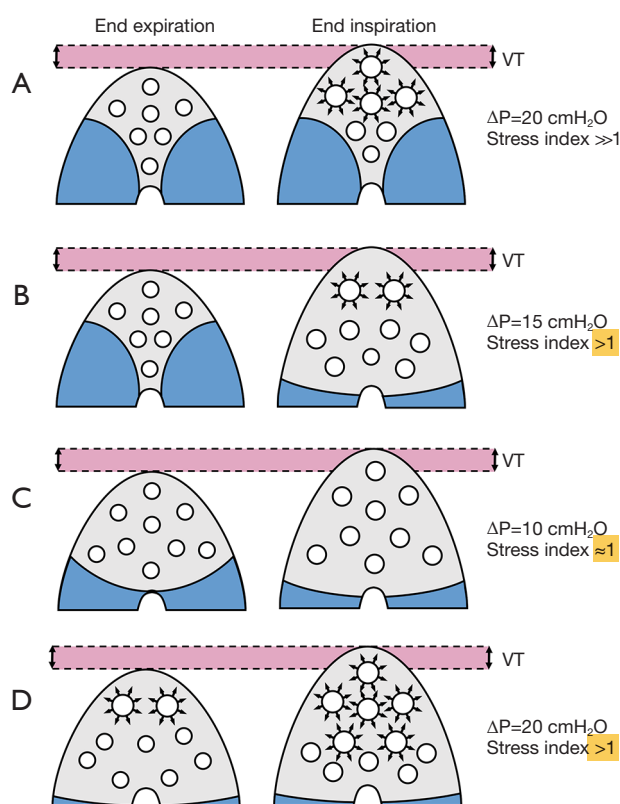 End expiration
End inspiration
A
VT
ΔP=20 cmH₂O
Stress index ≫1
B
VT
ΔP=15 cmH₂O
Stress index >1
C
VT
ΔP=10 cmH₂O
Stress index ≈1
D
VT
ΔP=20 cmH₂O
Stress index >1